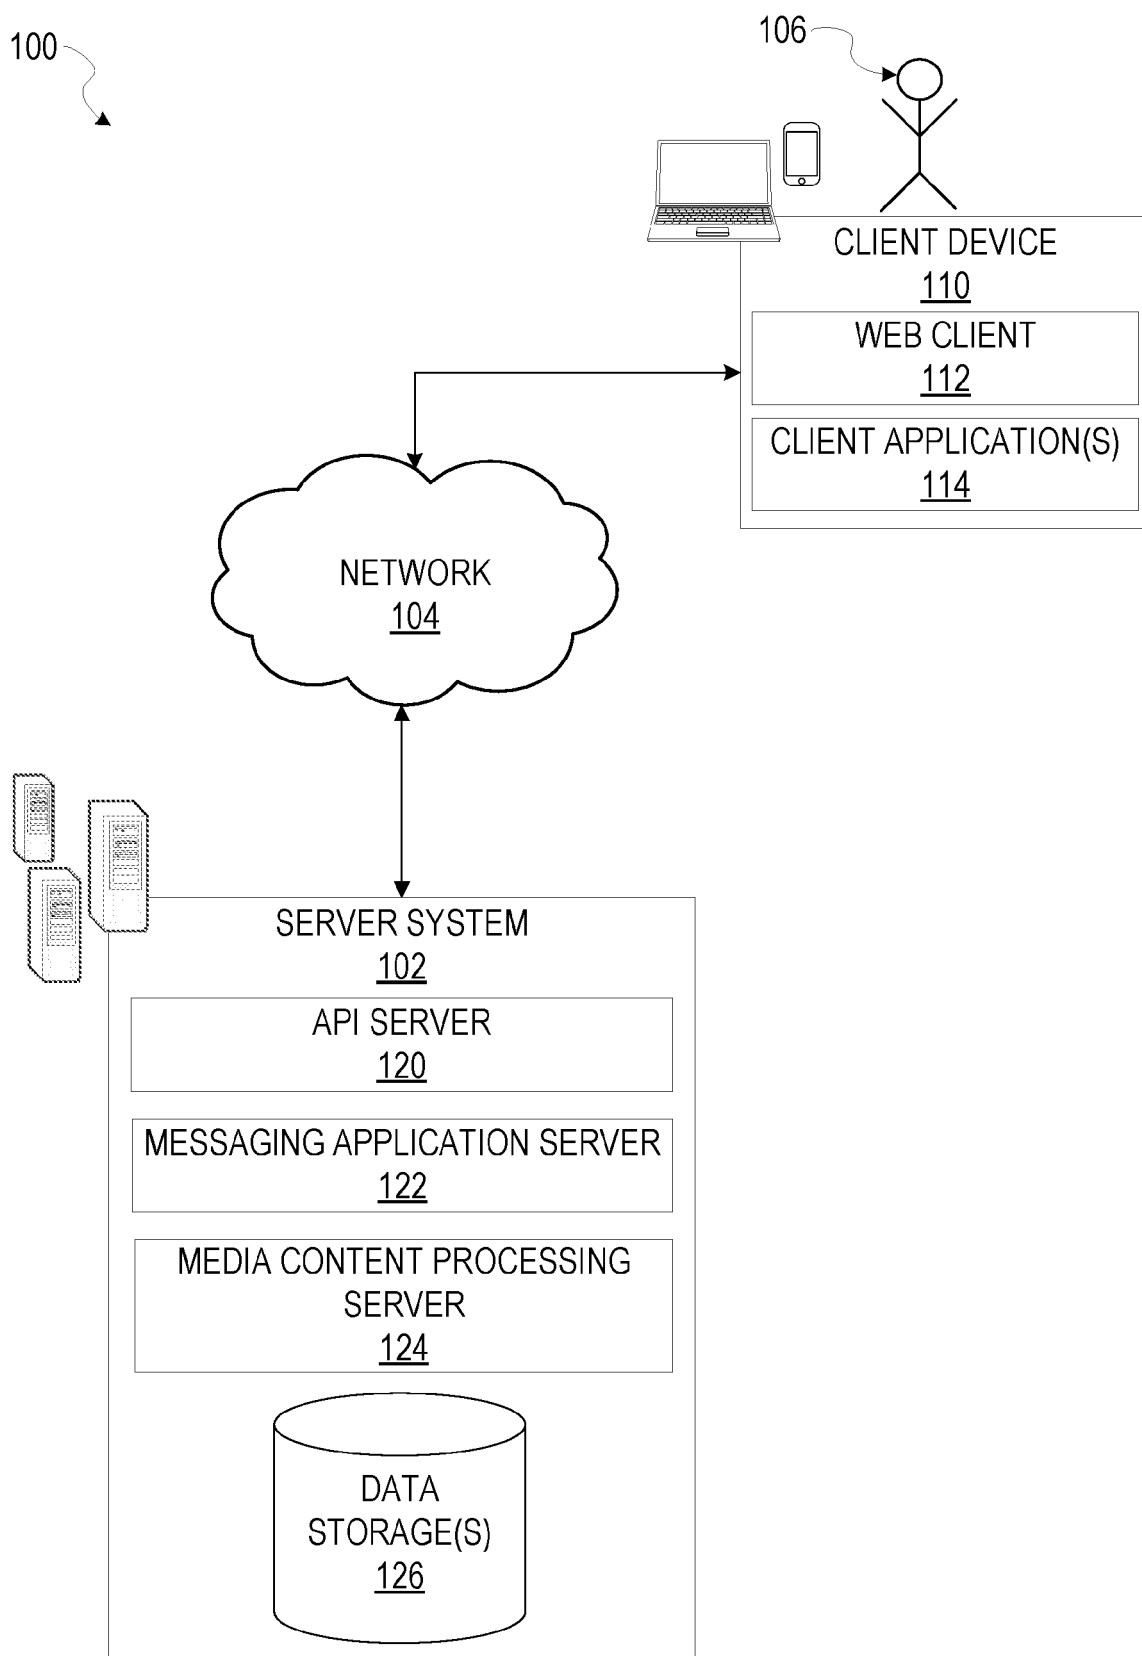 100
106
CLIENT DEVICE
110
WEB CLIENT
112
CLIENT APPLICATION(S)
114
NETWORK
104
SERVER SYSTEM
102
API SERVER
120
MESSAGING APPLICATION SERVER
122
MEDIA CONTENT PROCESSING
SERVER
124
DATA
STORAGE(S)
126